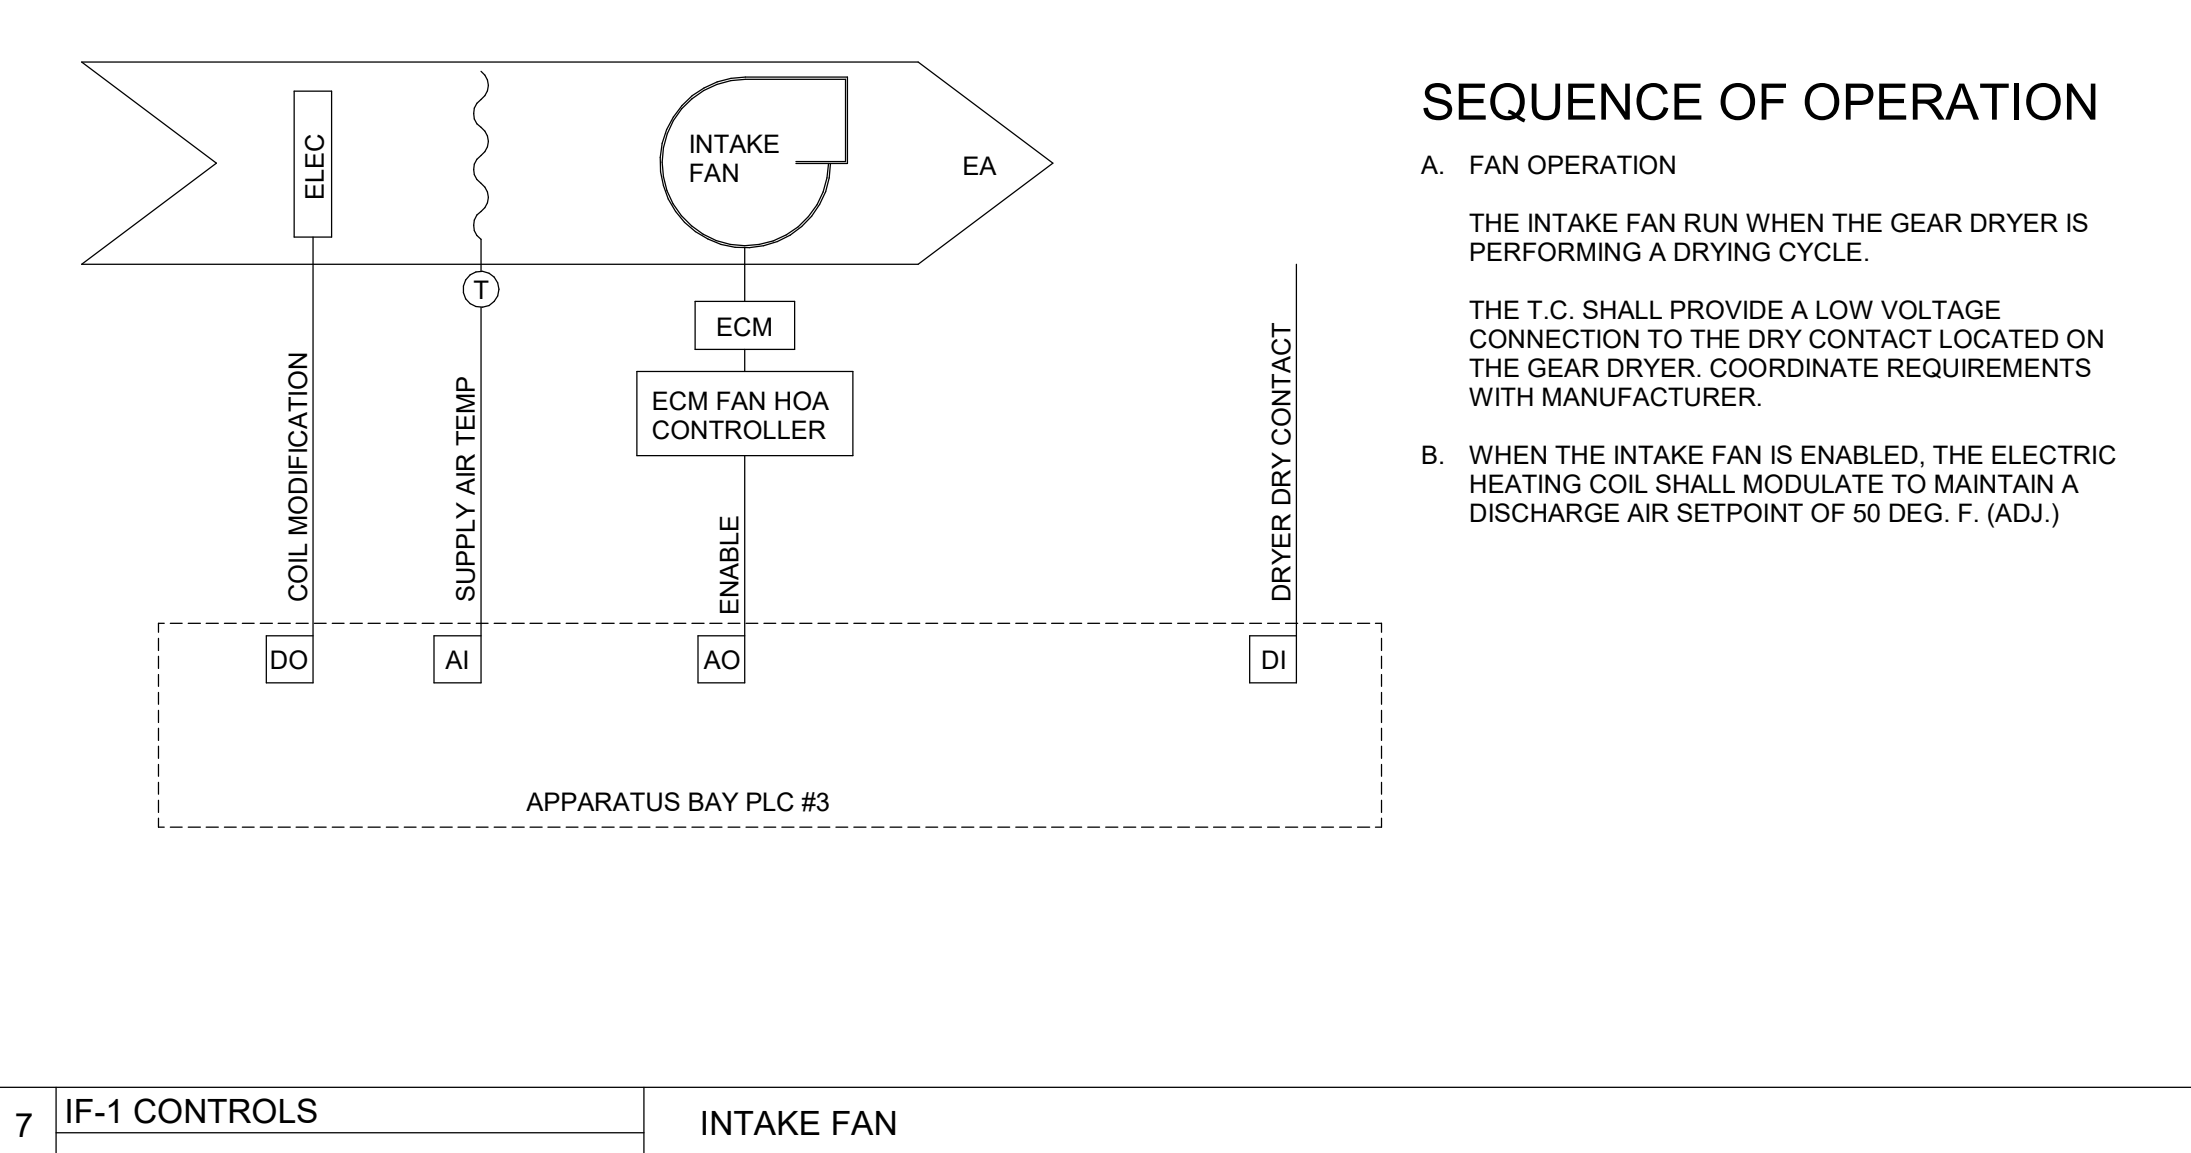 ELEC
INTAKE
FAN
EA
T
ECM
ECM FAN HOA
CONTROLLER
COIL MODIFICATION
SUPPLY AIR TEMP
ENABLE
DRYER DRY CONTACT
DO
AI
AO
DI
APPARATUS BAY PLC #3
SEQUENCE OF OPERATION
A. FAN OPERATION
THE INTAKE FAN RUN WHEN THE GEAR DRYER IS
PERFORMING A DRYING CYCLE.
THE T.C. SHALL PROVIDE A LOW VOLTAGE
CONNECTION TO THE DRY CONTACT LOCATED ON
THE GEAR DRYER. COORDINATE REQUIREMENTS
WITH MANUFACTURER.
B. WHEN THE INTAKE FAN IS ENABLED, THE ELECTRIC
HEATING COIL SHALL MODULATE TO MAINTAIN A
DISCHARGE AIR SETPOINT OF 50 DEG. F. (ADJ.)
7
IF-1 CONTROLS
INTAKE FAN